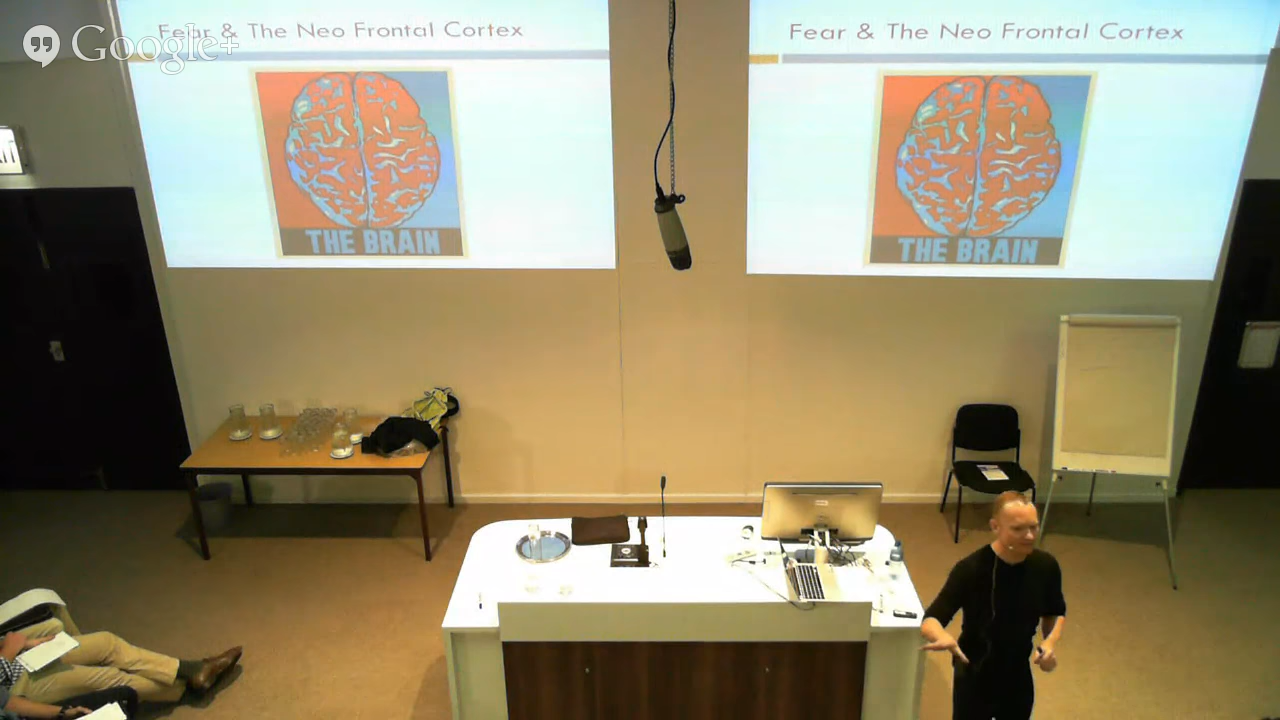 Google+
Fear & The Neo Frontal Cortex
THE BRAIN
Fear & The Neo Frontal Cortex
THE BRAIN